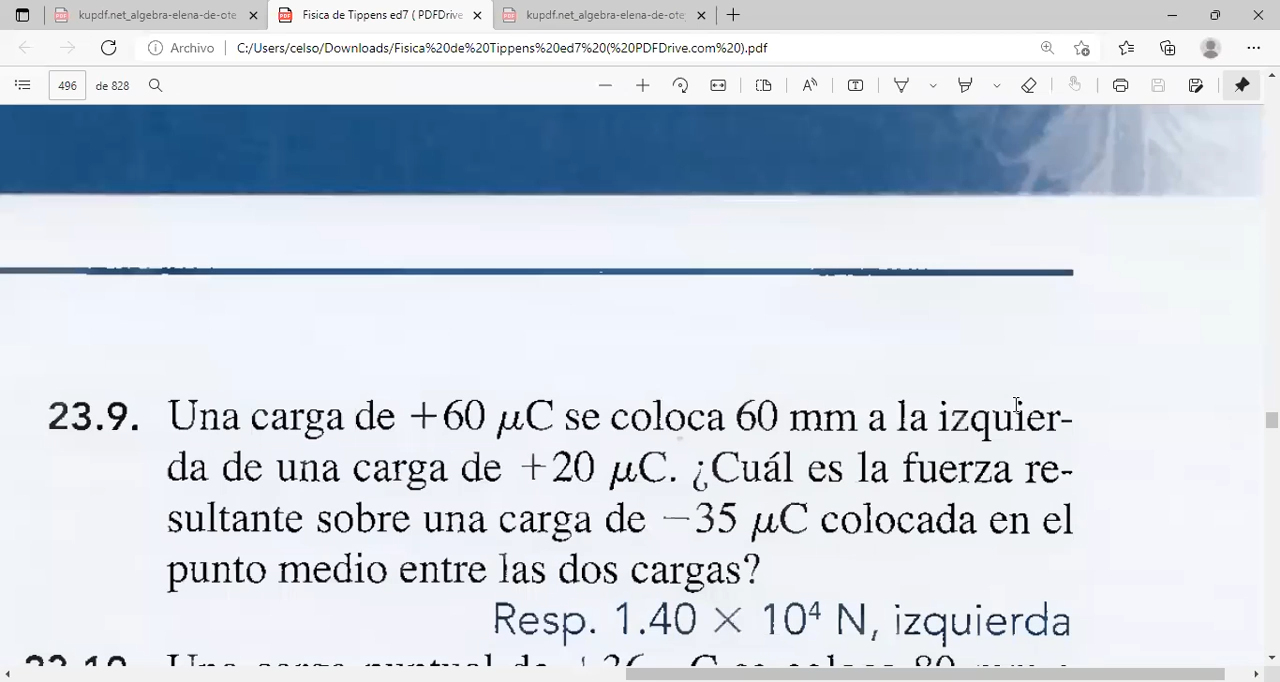 kupdf.net_algebra-elena-de-ote
Fisica de Tippens ed7 ( PDFDrive
kupdf.net_algebra-elena-de-ote
Archivo
C:/Users/celso/Downloads/Fisica%20de%20Tippens%20ed7%20(%20PDFDrive.com%20).pdf
496 de 828
23.9. Una carga de +60 μC se coloca 60 mm a la izquier-
da de una carga de +20 μC. ¿Cuál es la fuerza re-
sultante sobre una carga de −35 μC colocada en el
punto medio entre las dos cargas?
Resp. 1.40 × 10⁴ N, izquierda